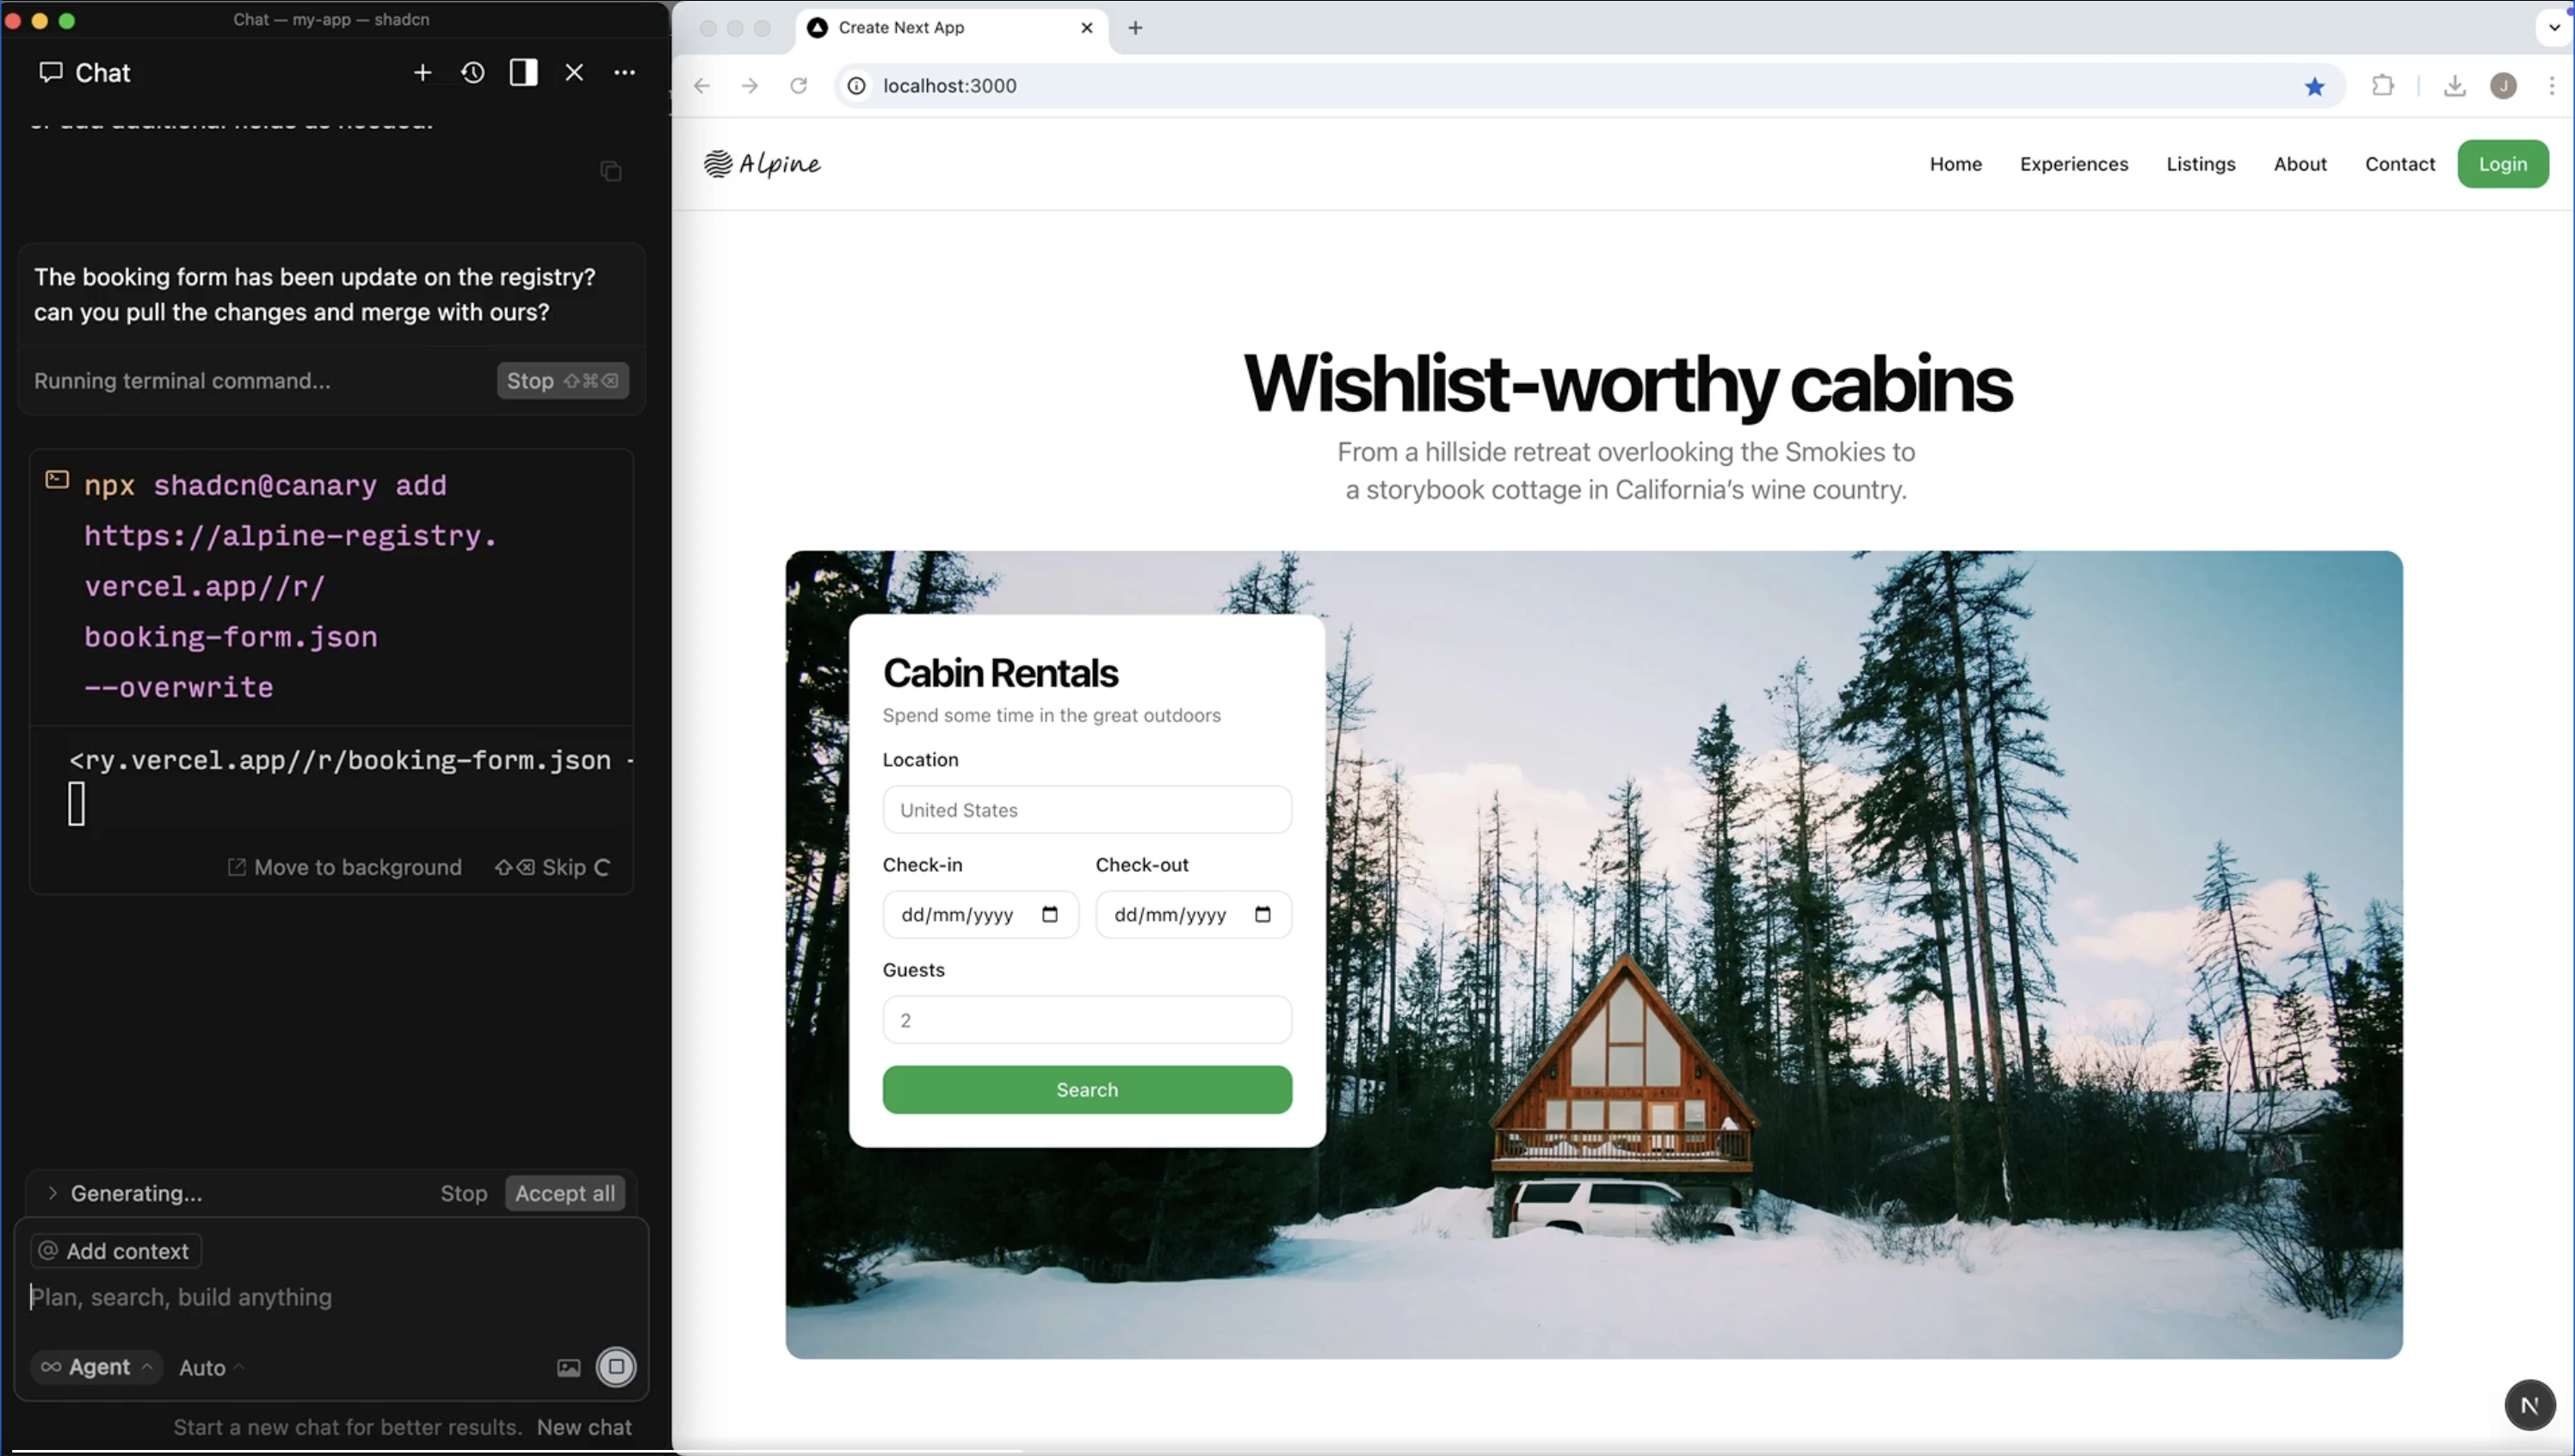 Chat — my-app — shadcn
Chat
or add additional fields as needed.
The booking form has been update on the registry?
can you pull the changes and merge with ours?
Running terminal command...
Stop ⇧⌘⌫
npx shadcn@canary add
https://alpine-registry.
vercel.app//r/
booking-form.json
--overwrite
<ry.vercel.app//r/booking-form.json -
Move to background
⇧⌫ Skip
Generating...
Stop
Accept all
@ Add context
Plan, search, build anything
∞ Agent
Auto
Start a new chat for better results. New chat
Create Next App
localhost:3000
J
Alpine
Home
Experiences
Listings
About
Contact
Login
Wishlist-worthy cabins
From a hillside retreat overlooking the Smokies to
a storybook cottage in California’s wine country.
Cabin Rentals
Spend some time in the great outdoors
Location
United States
Check-in
Check-out
dd/mm/yyyy
dd/mm/yyyy
Guests
2
Search
N